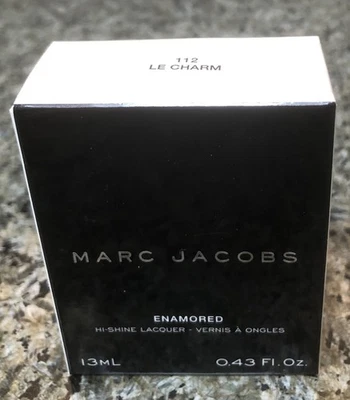 112
LE CHARM
MARC JACOBS
ENAMORED
HI-SHINE LACQUER - VERNIS À ONGLES
13ML 0.43 FL.OZ.